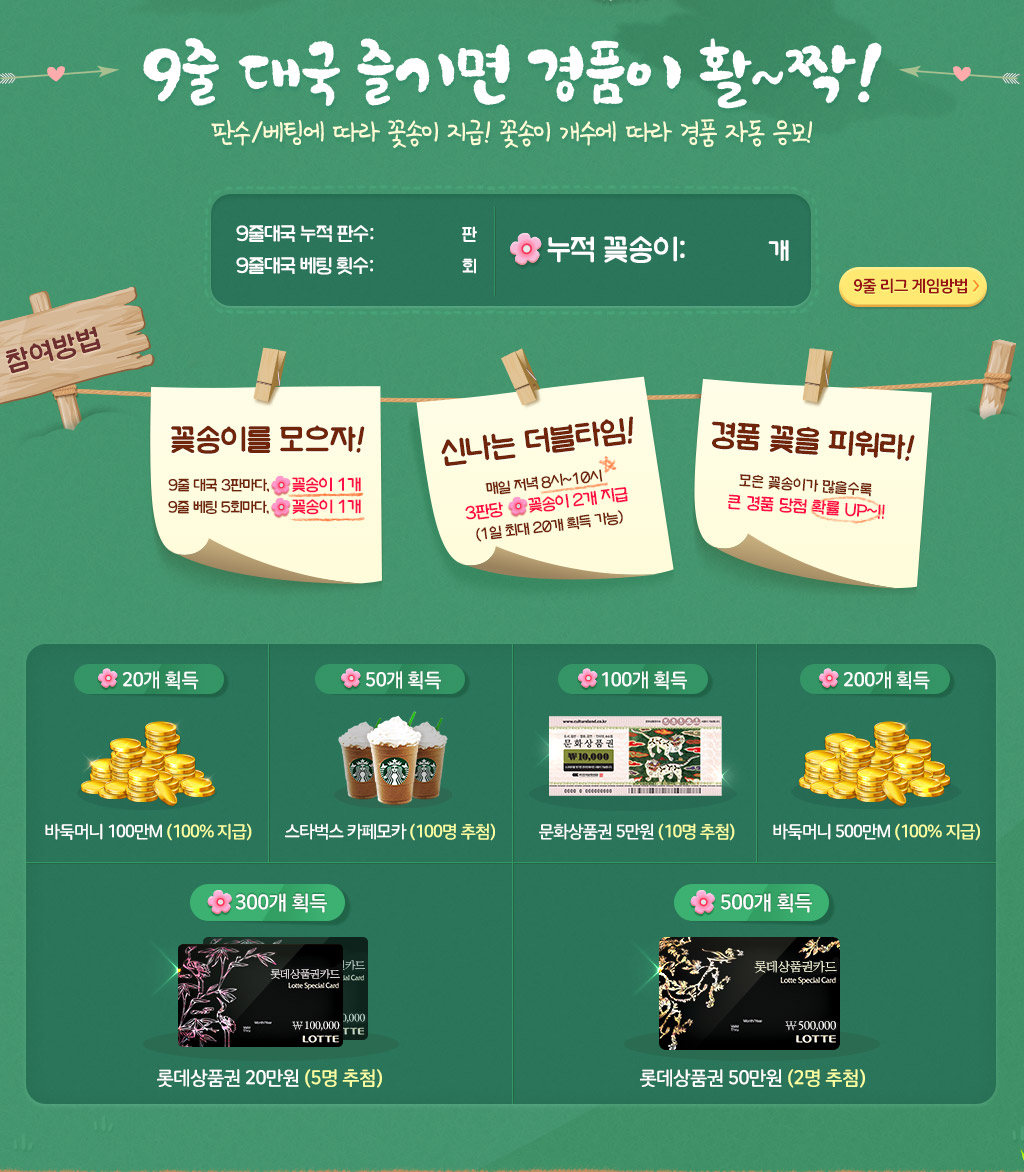 9줄 대국 즐기면 경품이 활~짝!
판수/베팅에 따라 꽃송이 지급! 꽃송이 개수에 따라 경품 자동 응모!
9줄대국 누적 판수: 판
9줄대국 베팅 횟수: 회
누적 꽃송이: 개
9줄 리그 게임방법 >
참여방법
꽃송이를 모으자!
9줄 대국 3판마다, 꽃송이 1개
9줄 베팅 5회마다, 꽃송이 1개
신나는 더블타임!
매일 저녁 8시~10시
3판당 꽃송이 2개 지급
(1일 최대 20개 획득 가능)
경품 꽃을 피워라!
모은 꽃송이가 많을수록
큰 경품 당첨 확률 UP~!!
20개 획득
바둑머니 100만M (100% 지급)
50개 획득
스타벅스 카페모카 (100명 추첨)
100개 획득
www.cultureland.co.kr
문화상품권
₩10,000
문화상품권 5만원 (10명 추첨)
200개 획득
바둑머니 500만M (100% 지급)
300개 획득
롯데상품권카드
Lotte Special Card
Month/Year
₩100,000
LOTTE
롯데상품권 20만원 (5명 추첨)
500개 획득
롯데상품권카드
Lotte Special Card
Month/Year
₩500,000
LOTTE
롯데상품권 50만원 (2명 추첨)